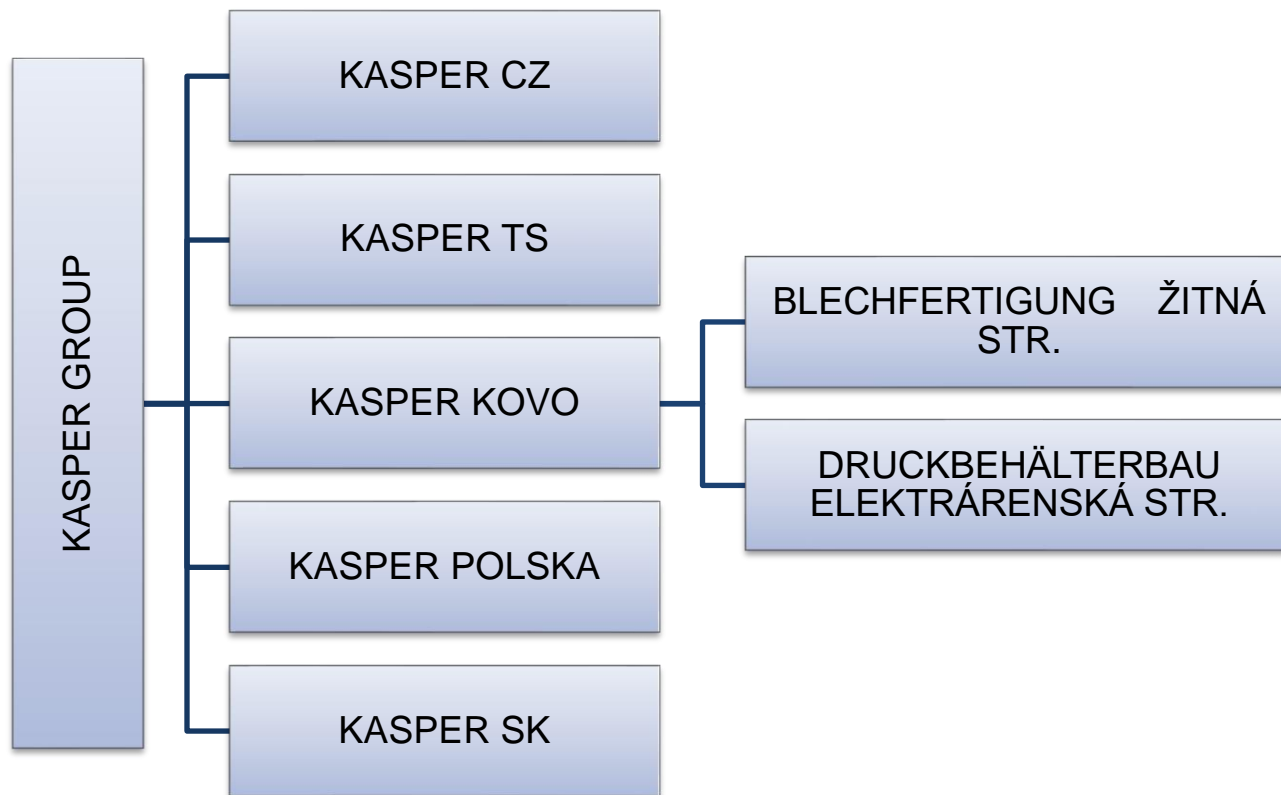 KASPER GROUP
KASPER CZ
KASPER TS
KASPER KOVO
KASPER POLSKA
KASPER SK
BLECHFERTIGUNG ŽITNÁ
STR.
DRUCKBEHÄLTERBAU
ELEKTRÁRENSKÁ STR.